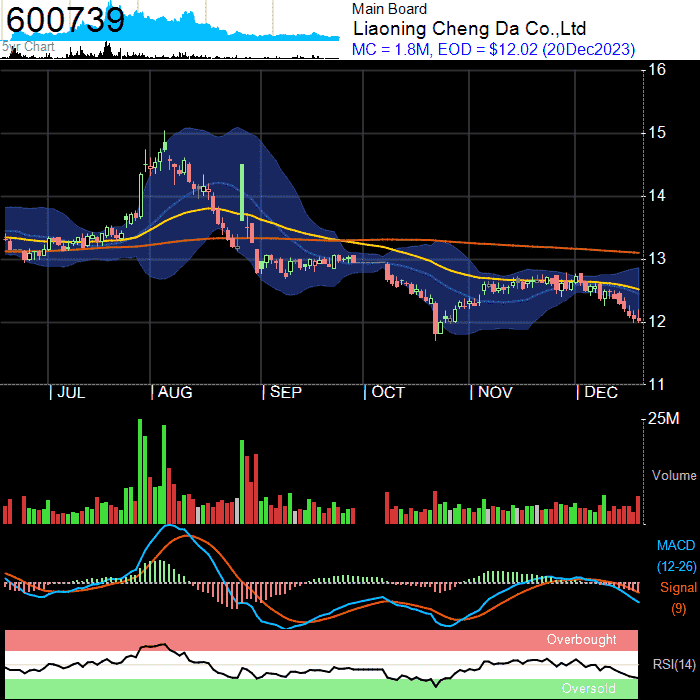 600739
5yr Chart
Main Board
Liaoning Cheng Da Co.,Ltd
MC = 1.8M, EOD = $12.02 (20Dec2023)
16
15
14
13
12
11
JUL AUG SEP OCT NOV DEC
25M
Volume
MACD
(12-26)
Signal
(9)
Overbought
RSI(14)
Oversold